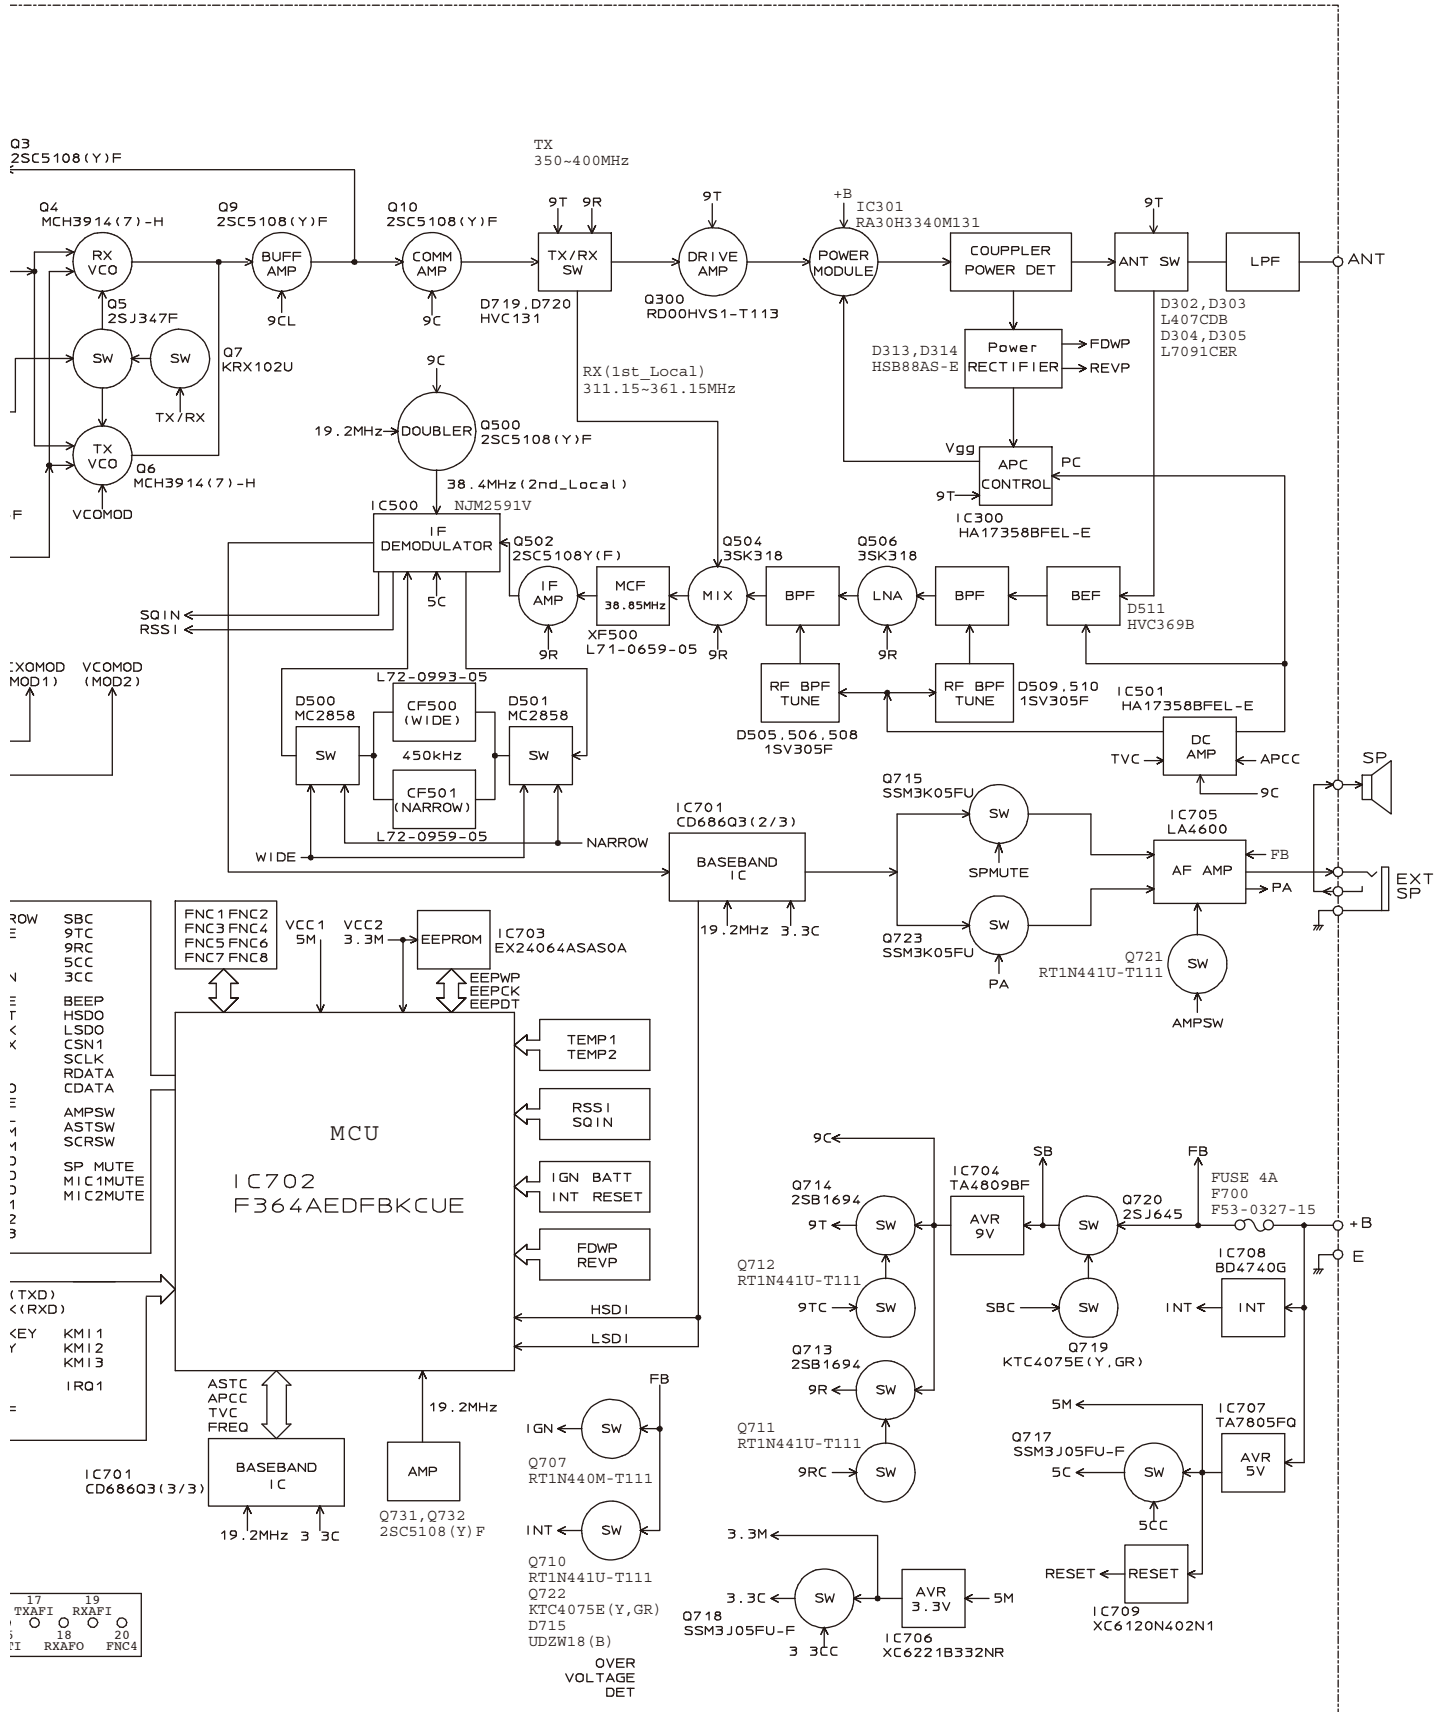 Q3
2SC5108(Y)F
TX
350~400MHz
Q4
MCH3914(7)-H
RX
VCO
Q9
2SC5108(Y)F
BUFF
AMP
9CL
Q10
2SC5108(Y)F
COMM
AMP
9C
9T
9R
TX/RX
SW
D719,D720
HVC131
9T
DRIVE
AMP
Q300
RD00HVS1-T113
+B
IC301
RA30H3340M131
POWER
MODULE
COUPPLER
POWER DET
9T
ANT SW
LPF
ANT
D302,D303
L407CDB
D304,D305
L7091CER
Q5
2SJ347F
SW
SW
Q7
KRX102U
TX/RX
TX
VCO
Q6
MCH3914(7)-H
VCOMOD
F
9C
19.2MHz
DOUBLER
Q500
2SC5108(Y)F
38.4MHz(2nd_Local)
RX(1st_Local)
311.15~361.15MHz
D313,D314
HSB88AS-E
Power
RECTIFIER
FDWP
REVP
Vgg
APC
CONTROL
PC
9T
IC300
HA17358BFEL-E
IC500
NJM2591V
IF
DEMODULATOR
5C
SQIN
RSSI
Q502
2SC5108Y(F)
IF
AMP
9R
MCF
38.85MHz
XF500
L71-0659-05
Q504
3SK318
MIX
9R
BPF
Q506
3SK318
LNA
9R
BPF
BEF
D511
HVC369B
RF BPF
TUNE
D505,506,508
1SV305F
RF BPF
TUNE
D509,510
1SV305F
IC501
HA17358BFEL-E
DC
AMP
TVC
APCC
9C
XOMOD
MOD1)
VCOMOD
(MOD2)
L72-0993-05
CF500
(WIDE)
D500
MC2858
SW
450kHz
D501
MC2858
SW
CF501
(NARROW)
L72-0959-05
WIDE
NARROW
IC701
CD686Q3(2/3)
BASEBAND
IC
19.2MHz
3.3C
Q715
SSM3K05FU
SW
SPMUTE
Q723
SSM3K05FU
SW
PA
IC705
LA4600
AF AMP
FB
PA
SP
EXT
SP
Q721
RT1N441U-T111
SW
AMPSW
ROW
SBC
9TC
9RC
5CC
3CC
BEEP
HSDO
LSDO
CSN1
SCLK
RDATA
CDATA
AMPSW
ASTSW
SCRSW
SP MUTE
MIC1MUTE
MIC2MUTE
FNC1 FNC2
FNC3 FNC4
FNC5 FNC6
FNC7 FNC8
VCC1
5M
VCC2
3.3M
EEPROM
IC703
EX24064ASAS0A
EEPWP
EEPCK
EEPDT
MCU
IC702
F364AEDFBKCUE
TEMP1
TEMP2
RSSI
SQIN
IGN BATT
INT RESET
FDWP
REVP
HSDI
LSDI
(TXD)
(RXD)
KEY
Y
KMI1
KMI2
KMI3
IRQ1
ASTC
APCC
TVC
FREQ
IC701
CD686Q3(3/3)
BASEBAND
IC
19.2MHz
3 3C
19.2MHz
AMP
Q731,Q732
2SC5108(Y)F
FB
IGN
SW
Q707
RT1N440M-T111
INT
SW
Q710
RT1N441U-T111
Q722
KTC4075E(Y,GR)
D715
UDZW18(B)
OVER
VOLTAGE
DET
9C
Q714
2SB1694
9T
SW
Q712
RT1N441U-T111
9TC
SW
Q713
2SB1694
9R
SW
Q711
RT1N441U-T111
9RC
SW
IC704
TA4809BF
AVR
9V
SB
SW
Q720
2SJ645
SBC
SW
Q719
KTC4075E(Y,GR)
FB
FUSE 4A
F700
F53-0327-15
+B
E
IC708
BD4740G
INT
INT
IC707
TA7805FQ
AVR
5V
5M
Q717
SSM3J05FU-F
5C
SW
5CC
RESET
RESET
IC709
XC6120N402N1
3.3M
3.3C
SW
Q718
SSM3J05FU-F
3 3CC
AVR
3.3V
5M
IC706
XC6221B332NR
17
TXAFI
19
RXAFI
TI
18
RXAFO
20
FNC4